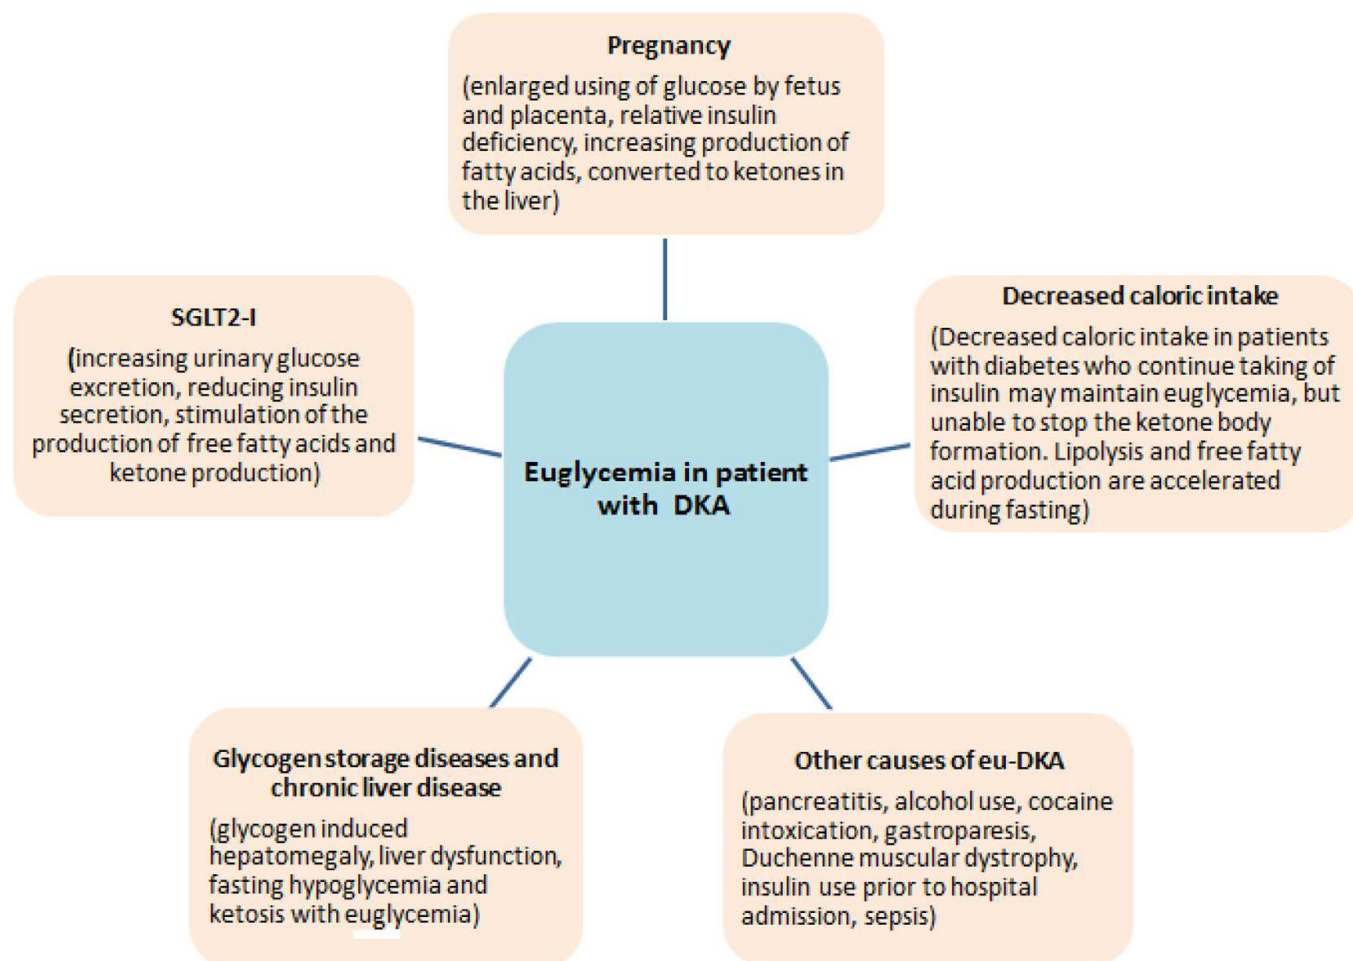 Pregnancy
(enlarged using of glucose by fetus
and placenta, relative insulin
deficiency, increasing production of
fatty acids, converted to ketones in
the liver)
SGLT2-I
(increasing urinary glucose
excretion, reducing insulin
secretion, stimulation of the
production of free fatty acids and
ketone production)
Decreased caloric intake
(Decreased caloric intake in patients
with diabetes who continue taking of
insulin may maintain euglycemia, but
unable to stop the ketone body
formation. Lipolysis and free fatty
acid production are accelerated
during fasting)
Euglycemia in patient
with DKA
Glycogen storage diseases and
chronic liver disease
(glycogen induced
hepatomegaly, liver dysfunction,
fasting hypoglycemia and
ketosis with euglycemia)
Other causes of eu-DKA
(pancreatitis, alcohol use, cocaine
intoxication, gastroparesis,
Duchenne muscular dystrophy,
insulin use prior to hospital
admission, sepsis)